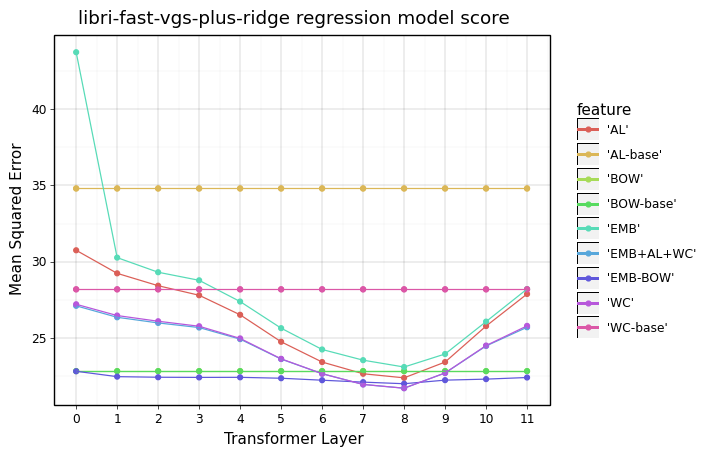 libri-fast-vgs-plus-ridge regression model score
Mean Squared Error
40
35
30
25
0 1 2 3 4 5 6 7 8 9 10 11
Transformer Layer
feature
'AL'
'AL-base'
'BOW'
'BOW-base'
'EMB'
'EMB+AL+WC'
'EMB-BOW'
'WC'
'WC-base'